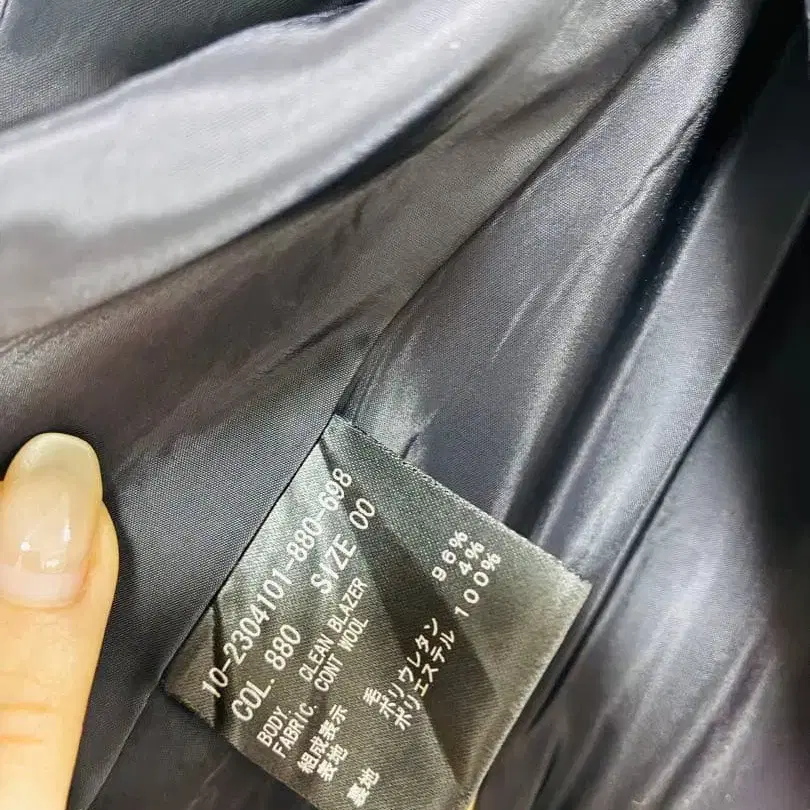 10-2304101-880-698
COL. 880 SIZE 00
BODY. CLEAN BLAZER
FABRIC. CONT WOOL
組成表示
表地 毛 96%
ポリウレタン 4%
裏地 ポリエステル 100%